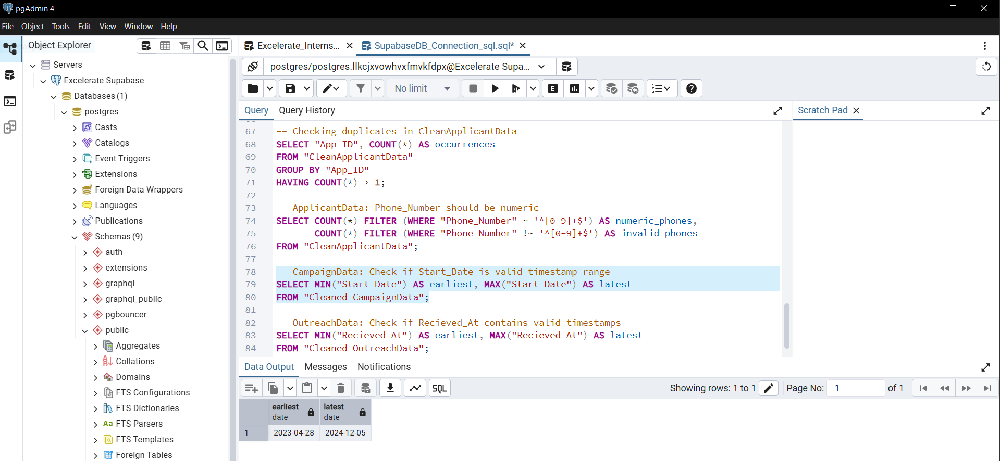 pgAdmin 4
File Object Tools Edit View Window Help
Object Explorer
Servers
Excelerate Supabase
Databases (1)
postgres
Casts
Catalogs
Event Triggers
Extensions
Foreign Data Wrappers
Languages
Publications
Schemas (9)
auth
extensions
graphql
graphql_public
pgbouncer
public
Aggregates
Collations
Domains
FTS Configurations
FTS Dictionaries
Aa FTS Parsers
FTS Templates
Foreign Tables
Excelerate_Interns... SupabaseDB_Connection_sql.sql*
postgres/postgres.llkcjxvowhvxfmvkfdpx@Excelerate Supa...
No limit E
Query Query History
67 -- Checking duplicates in CleanApplicantData
68 SELECT "App_ID", COUNT(*) AS occurrences
69 FROM "CleanApplicantData"
70 GROUP BY "App_ID"
71 HAVING COUNT(*) > 1;
72
73 -- ApplicantData: Phone_Number should be numeric
74 SELECT COUNT(*) FILTER (WHERE "Phone_Number" ~ '^[0-9]+$') AS numeric_phones,
75 COUNT(*) FILTER (WHERE "Phone_Number" !~ '^[0-9]+$') AS invalid_phones
76 FROM "CleanApplicantData";
77
78 -- CampaignData: Check if Start_Date is valid timestamp range
79 SELECT MIN("Start_Date") AS earliest, MAX("Start_Date") AS latest
80 FROM "Cleaned_CampaignData";
81
82 -- OutreachData: Check if Recieved_At contains valid timestamps
83 SELECT MIN("Recieved_At") AS earliest, MAX("Recieved_At") AS latest
84 FROM "Cleaned_OutreachData";
Scratch Pad
Data Output Messages Notifications
SQL Showing rows: 1 to 1 Page No: 1 of 1
earliest latest
date date
1 2023-04-28 2024-12-05